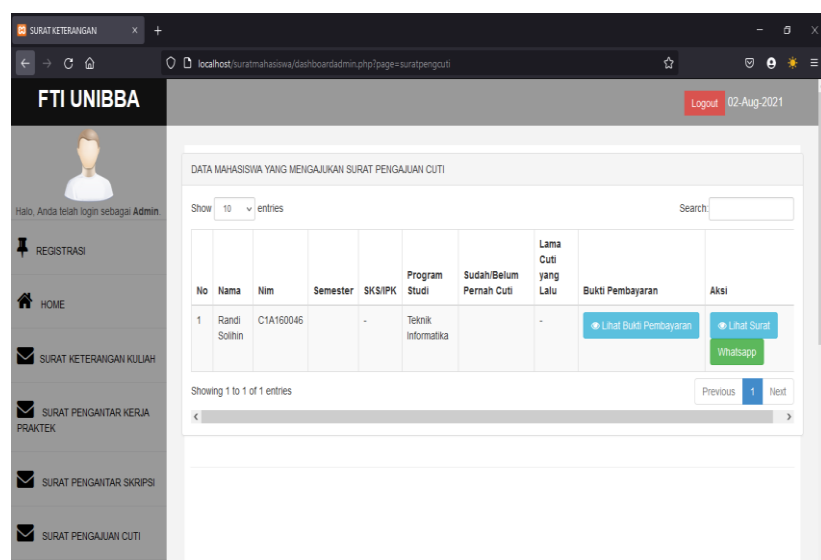 SURAT KETERANGAN
localhost/suratmahasiswa/dashboardadmin.php?page=suratpengcuti
FTI UNIBBA
Logout 02-Aug-2021
Halo, Anda telah login sebagai Admin.
REGISTRASI
HOME
SURAT KETERANGAN KULIAH
SURAT PENGANTAR KERJA
PRAKTEK
SURAT PENGANTAR SKRIPSI
SURAT PENGAJUAN CUTI
DATA MAHASISWA YANG MENGAJUKAN SURAT PENGAJUAN CUTI
Show 10 entries
Search:
No Nama Nim Semester SKS/IPK Program Studi Sudah/Belum Pernah Cuti Lama Cuti yang Lalu Bukti Pembayaran Aksi
1 Randi Solihin C1A160046 - Teknik Informatika - Lihat Bukti Pembayaran Lihat Surat
Whatsapp
Showing 1 to 1 of 1 entries
Previous 1 Next